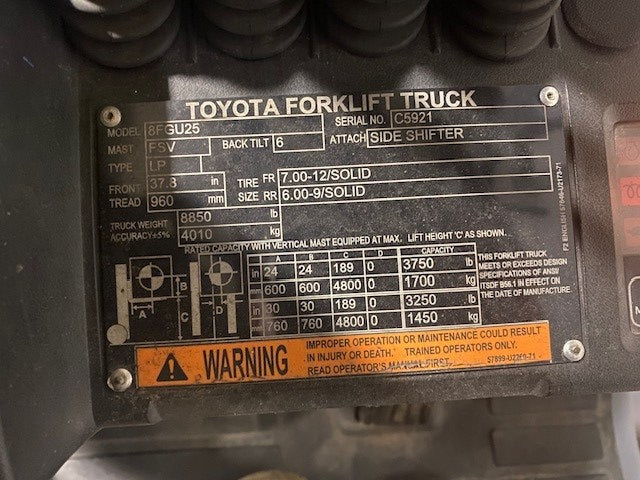 TOYOTA FORKLIFT TRUCK
MODEL 8FGU25 SERIAL NO. C5921
MAST FSV BACK TILT 6 ATTACH SIDE SHIFTER
TYPE LP
FRONT TREAD 37.8 in 960 mm
TIRE SIZE FR 7.00-12/SOLID
RR 6.00-9/SOLID
TRUCK WEIGHT 8850 lb
ACCURACY±5% 4010 kg
RATED CAPACITY WITH VERTICAL MAST EQUIPPED AT MAX. LIFT HEIGHT 'C' AS SHOWN.
A B C D CAPACITY
in 24 24 189 0 3750 lb
mm 600 600 4800 0 1700 kg
in 30 30 189 0 3250 lb
mm 760 760 4800 0 1450 kg
A B C D
THIS FORKLIFT TRUCK
MEETS OR EXCEEDS DESIGN
SPECIFICATIONS OF ANSI
ITSDF B56.1 IN EFFECT ON
THE DATE OF MANUFACTURE.
WARNING
IMPROPER OPERATION OR MAINTENANCE COULD RESULT
IN INJURY OR DEATH. TRAINED OPERATORS ONLY.
READ OPERATOR'S MANUAL FIRST.